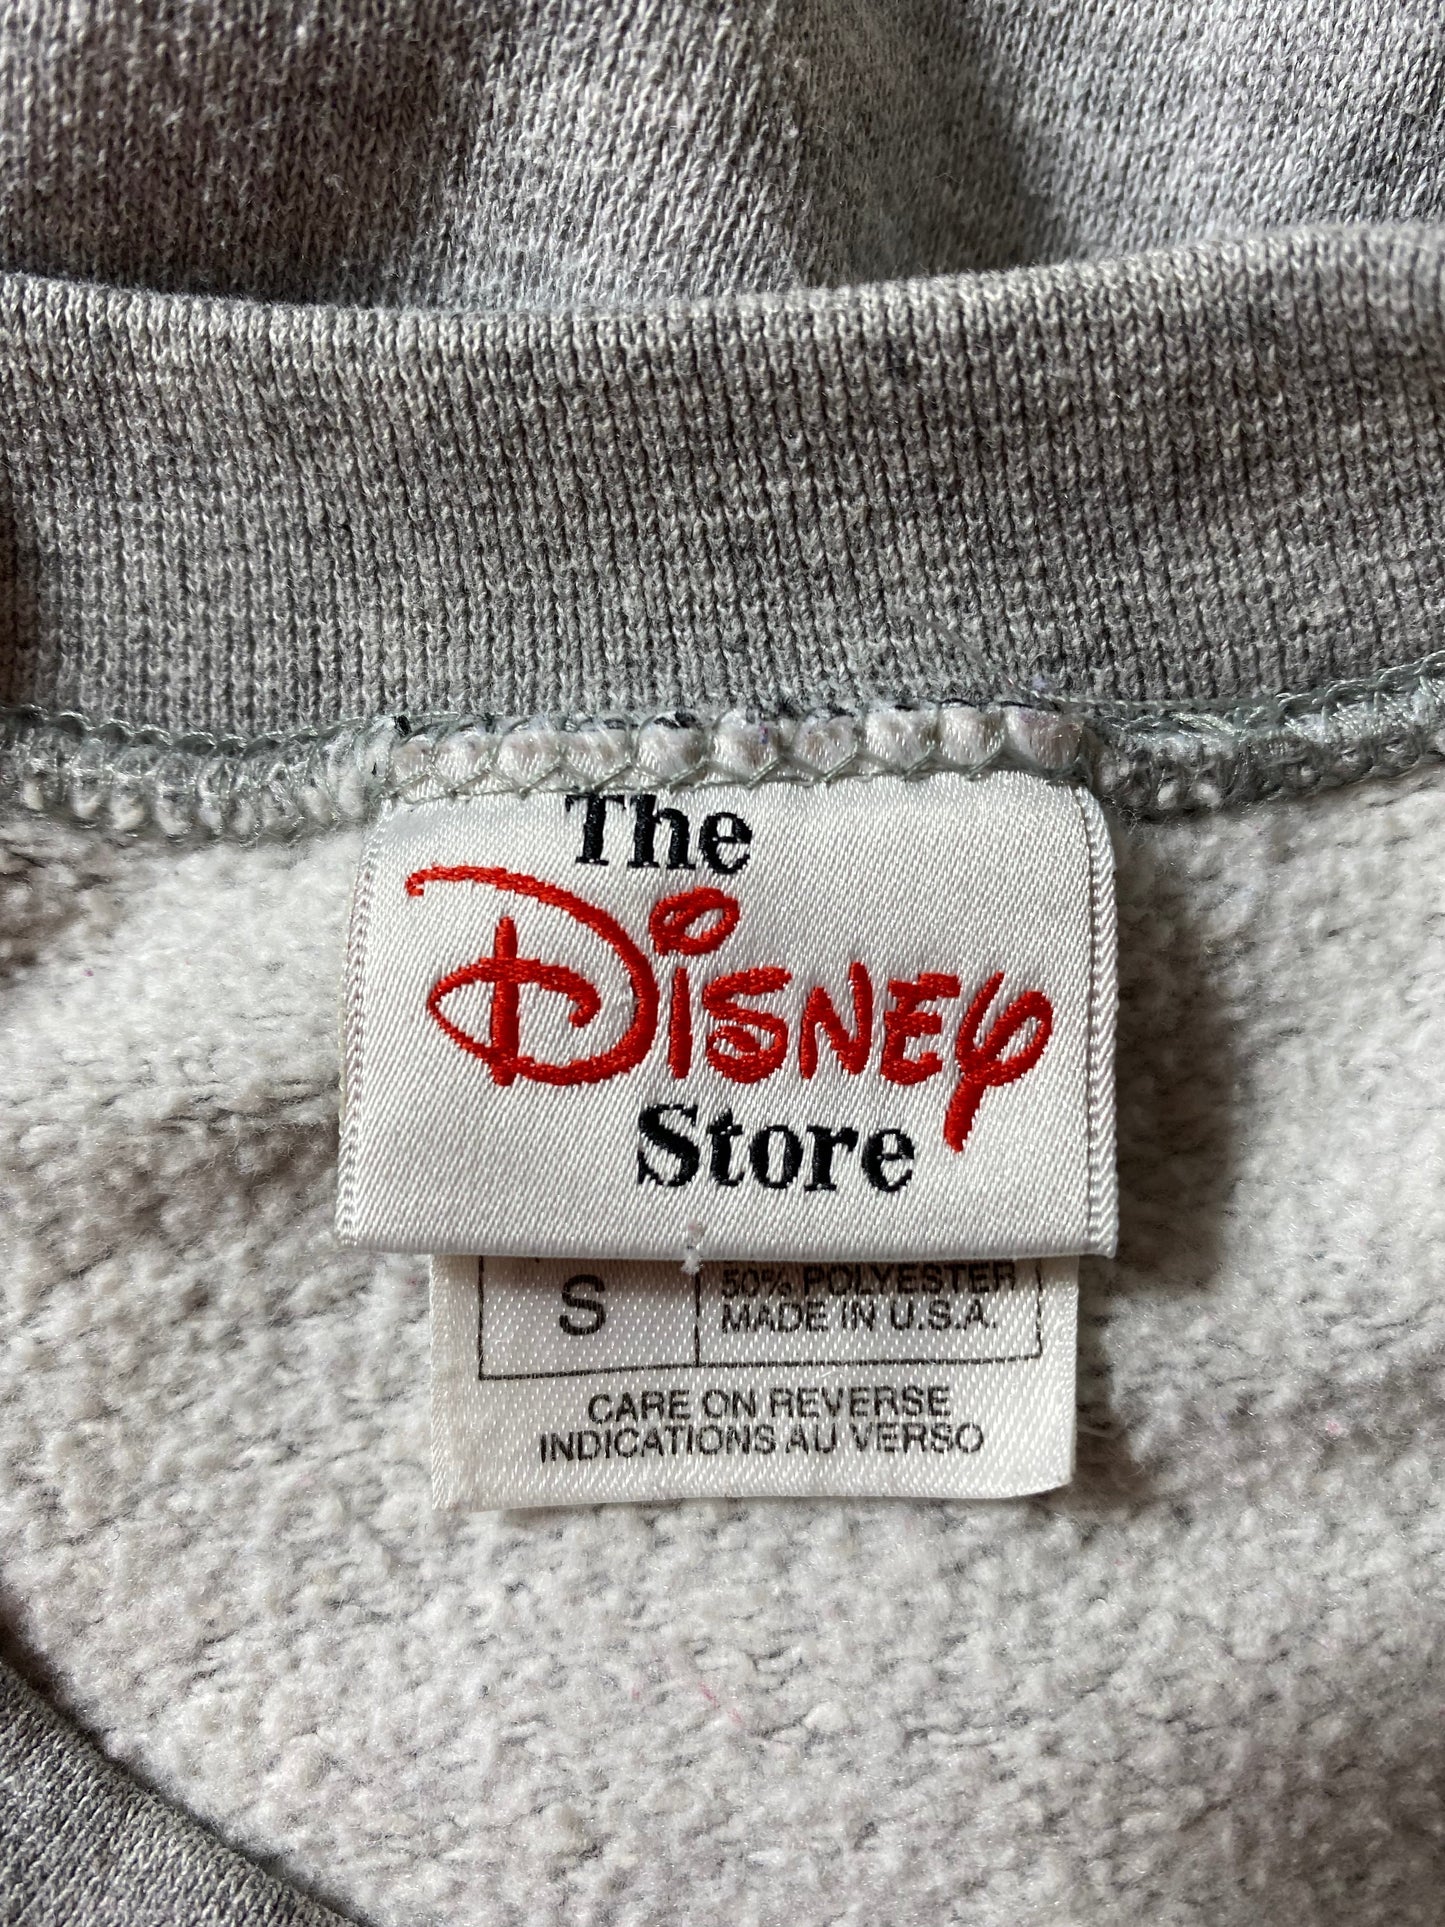 The
Disney
Store
S
50% POLYESTER
MADE IN U.S.A.
CARE ON REVERSE
INDICATIONS AU VERSO